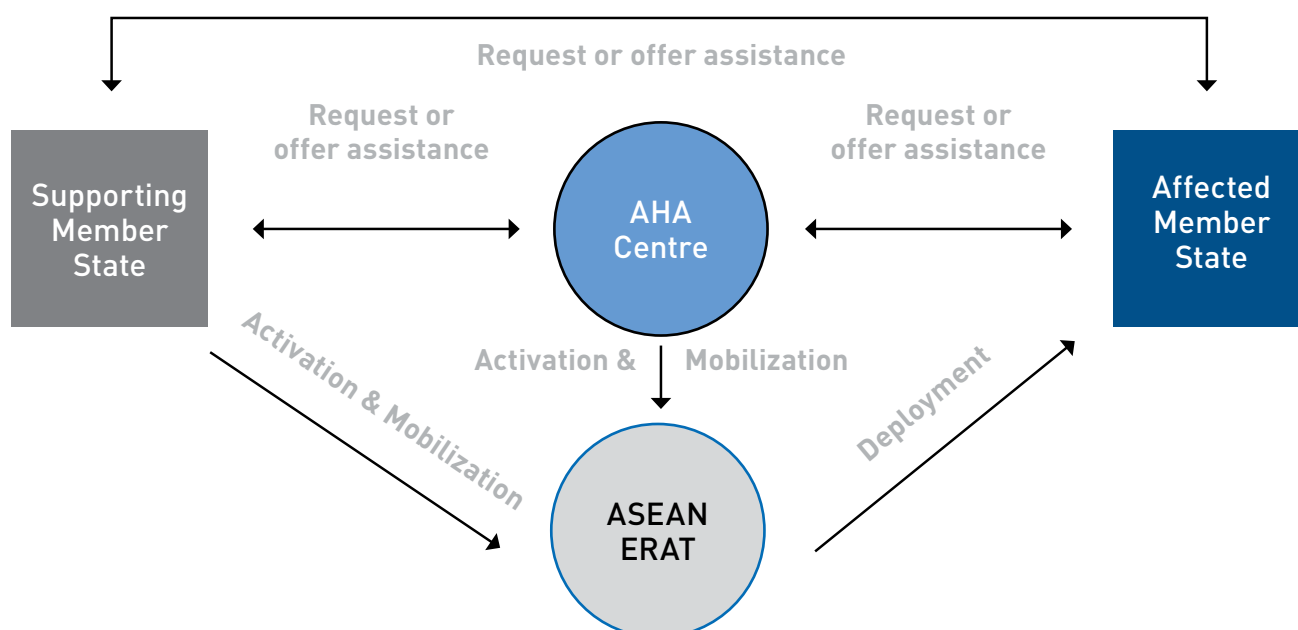 Request or offer assistance
Request or
offer assistance
Request or
offer assistance
Supporting
Member
State
AHA
Centre
Affected
Member
State
Activation & Mobilization
Activation & Mobilization
Deployment
ASEAN
ERAT